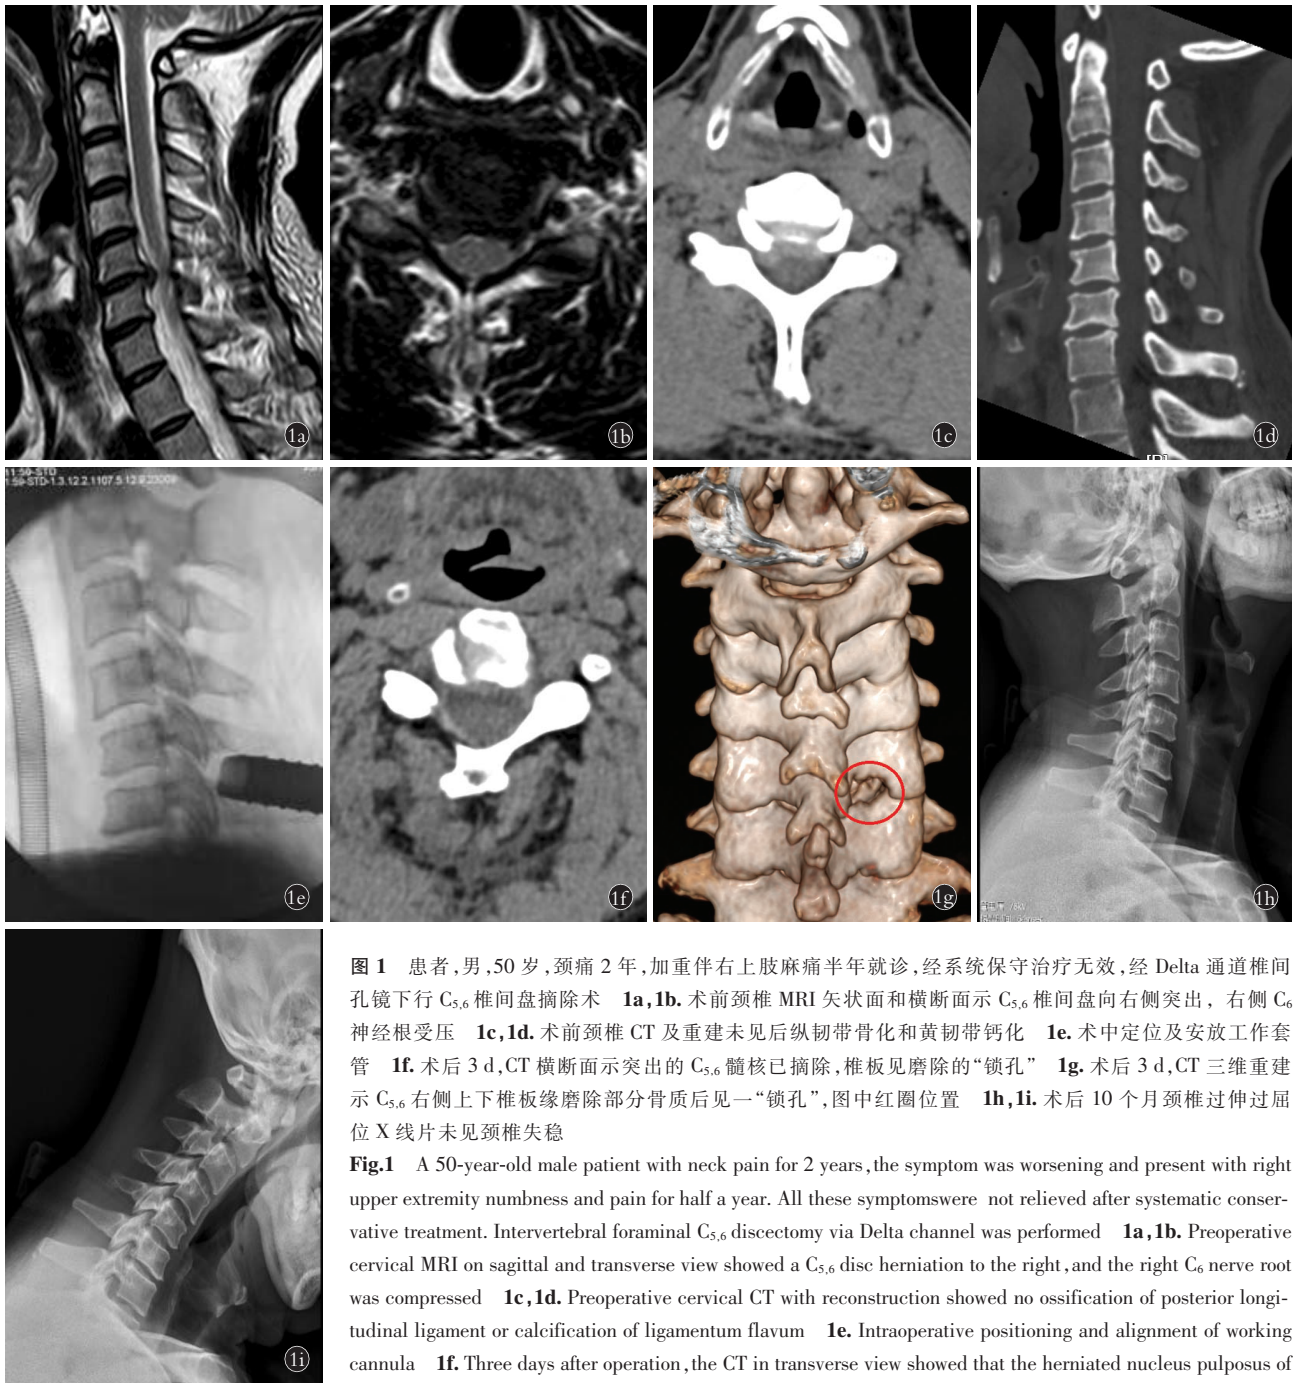 1a
1b
1c
1d
[R]
11:59-STD
1e
1f
1g
1h
1i
图 1 患者,男,50 岁,颈痛 2 年,加重伴右上肢麻痛半年就诊,经系统保守治疗无效,经 Delta 通道椎间
孔镜下行 C5,6 椎间盘摘除术 1a,1b. 术前颈椎 MRI 矢状面和横断面示 C5,6 椎间盘向右侧突出, 右侧 C6
神经根受压 1c,1d. 术前颈椎 CT 及重建未见后纵韧带骨化和黄韧带钙化 1e. 术中定位及安放工作套
管 1f. 术后 3 d,CT 横断面示突出的 C5,6 髓核已摘除,椎板见磨除的“锁孔” 1g. 术后 3 d,CT 三维重建
示 C5,6 右侧上下椎板缘磨除部分骨质后见一“锁孔”,图中红圈位置 1h,1i. 术后 10 个月颈椎过伸过屈
位 X 线片未见颈椎失稳
Fig.1 A 50-year-old male patient with neck pain for 2 years,the symptom was worsening and present with right
upper extremity numbness and pain for half a year. All these symptomswere not relieved after systematic conser-
vative treatment. Intervertebral foraminal C5,6 discectomy via Delta channel was performed 1a,1b. Preoperative
cervical MRI on sagittal and transverse view showed a C5,6 disc herniation to the right,and the right C6 nerve root
was compressed 1c,1d. Preoperative cervical CT with reconstruction showed no ossification of posterior longi-
tudinal ligament or calcification of ligamentum flavum 1e. Intraoperative positioning and alignment of working
cannula 1f. Three days after operation,the CT in transverse view showed that the herniated nucleus pulposus of